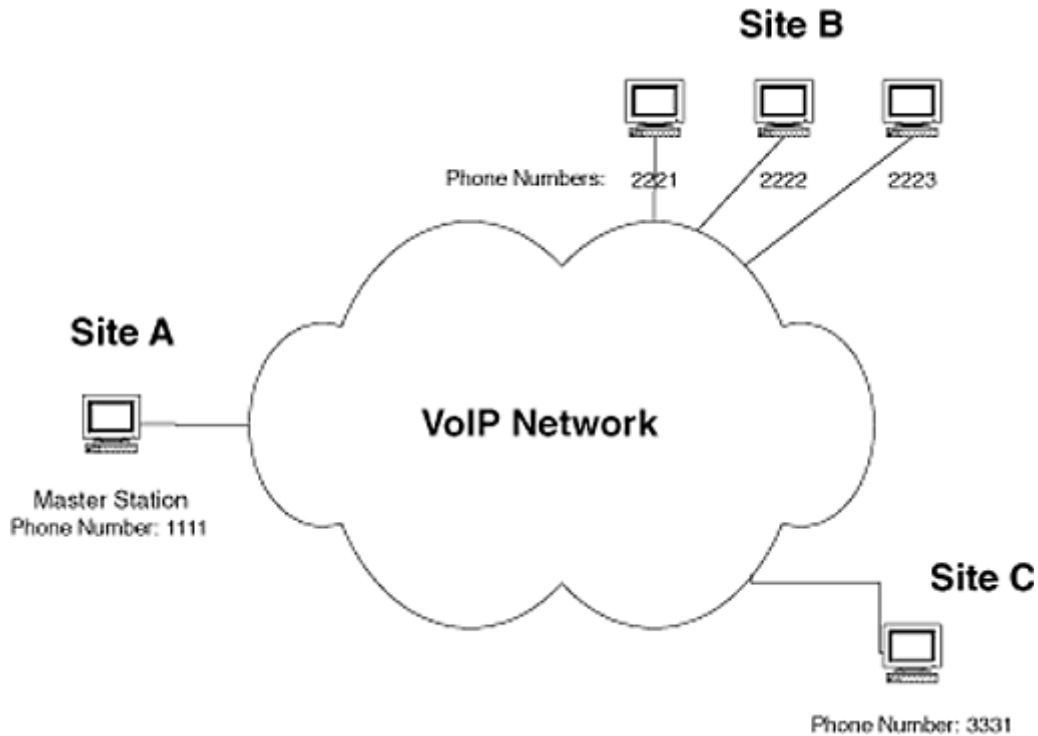 Site B
Phone Numbers: 2221 2222 2223
Site A
VoIP Network
Master Station
Phone Number: 1111
Site C
Phone Number: 3331